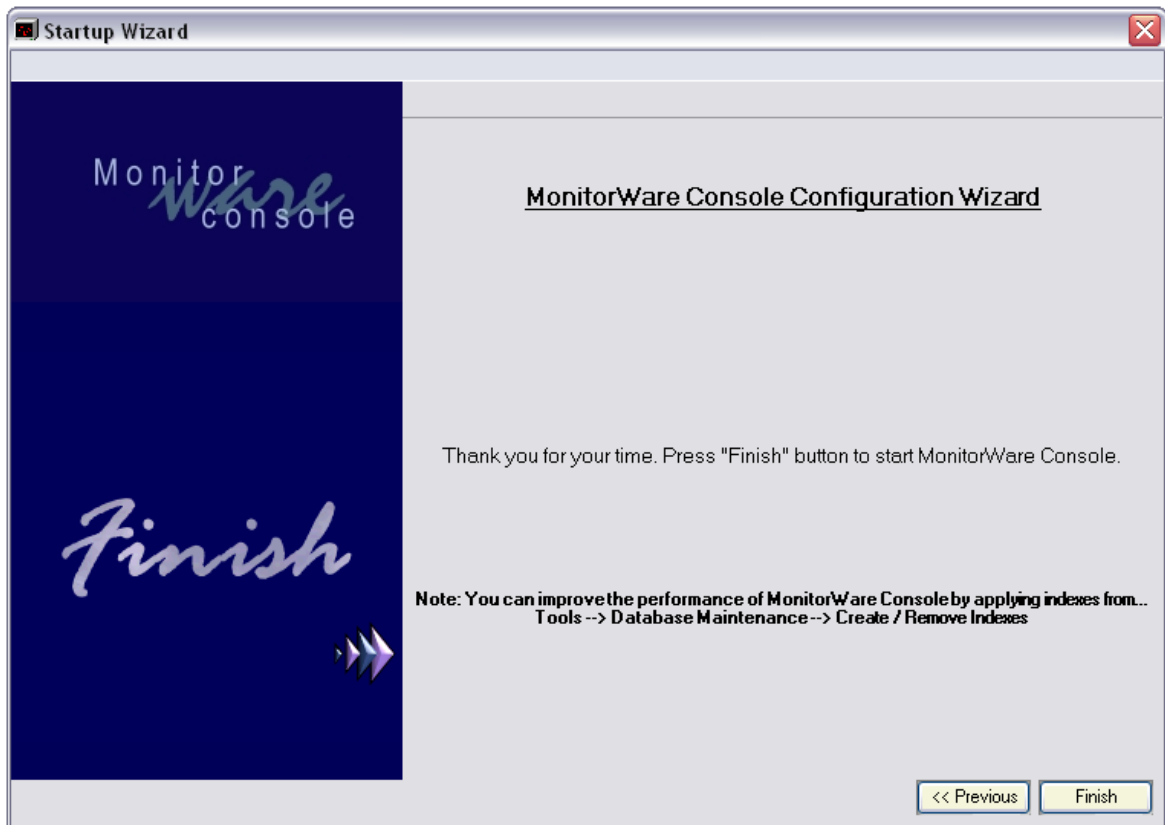 Startup Wizard
Monitor
ware
console
MonitorWare Console Configuration Wizard
Thank you for your time. Press "Finish" button to start MonitorWare Console.
Finish
Note: You can improve the performance of MonitorWare Console by applying indexes from...
Tools --> Database Maintenance --> Create / Remove Indexes
<< Previous
Finish